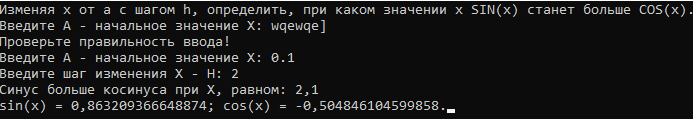 Изменяя x от a с шагом h, определить, при каком значении x SIN(x) станет больше COS(x).
Введите A - начальное значение X: wqewqe]
Проверьте правильность ввода!
Введите A - начальное значение X: 0.1
Введите шаг изменения X - H: 2
Синус больше косинуса при X, равном: 2,1
sin(x) = 0,863209366648874; cos(x) = -0,504846104599858.